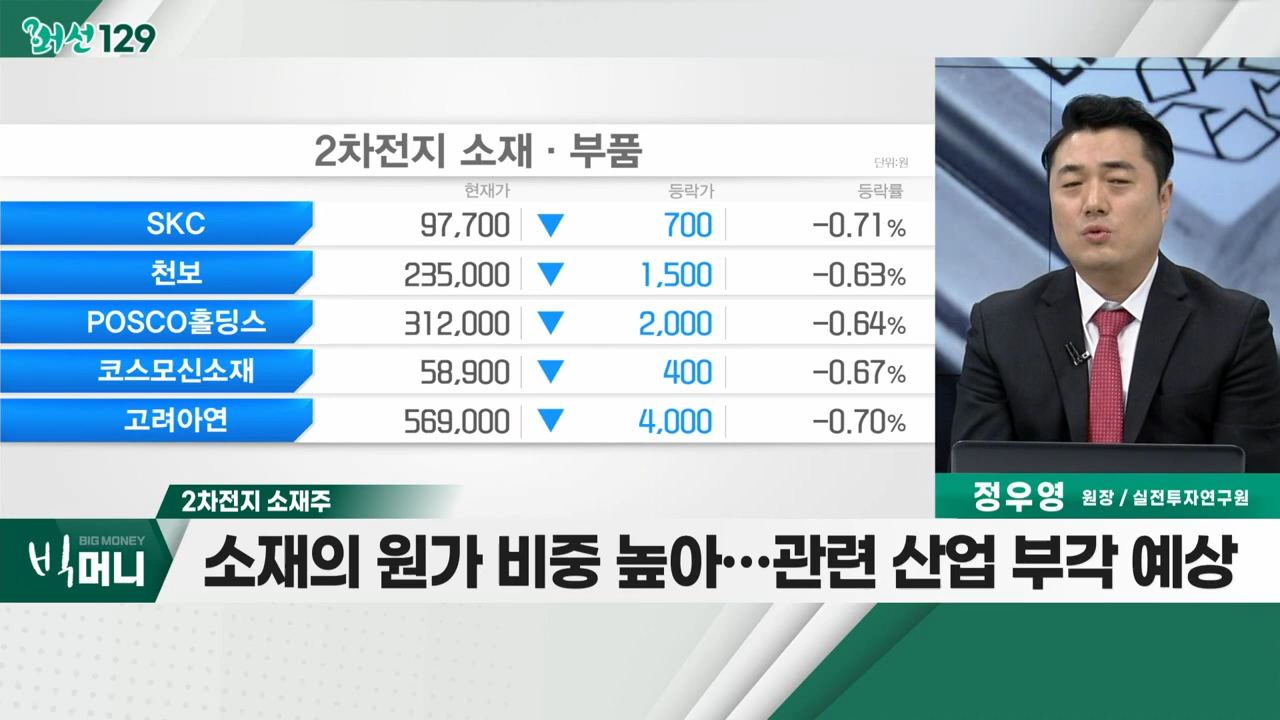 최선129
2차전지 소재 · 부품
단위:원
현재가 등락가 등락률
SKC 97,700 ▼ 700 -0.71%
천보 235,000 ▼ 1,500 -0.63%
POSCO홀딩스 312,000 ▼ 2,000 -0.64%
코스모신소재 58,900 ▼ 400 -0.67%
고려아연 569,000 ▼ 4,000 -0.70%
정우영 원장 / 실전투자연구원
2차전지 소재주
BIG MONEY
빅머니
소재의 원가 비중 높아…관련 산업 부각 예상